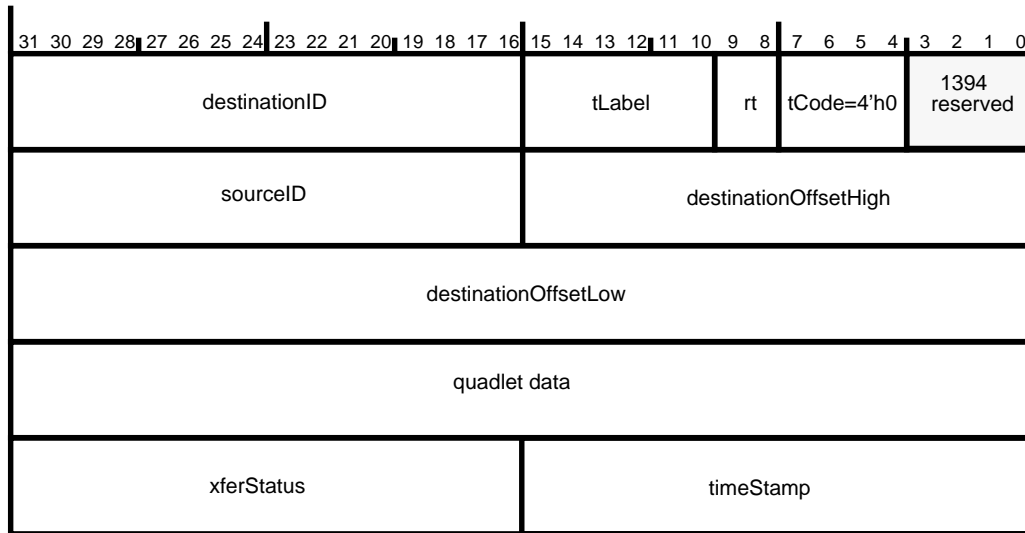 31 30 29 28 27 26 25 24 23 22 21 20 19 18 17 16 15 14 13 12 11 10 9 8 7 6 5 4 3 2 1 0
destinationID tLabel rt tCode=4'h0 1394
reserved
sourceID destinationOffsetHigh
destinationOffsetLow
quadlet data
xferStatus timeStamp